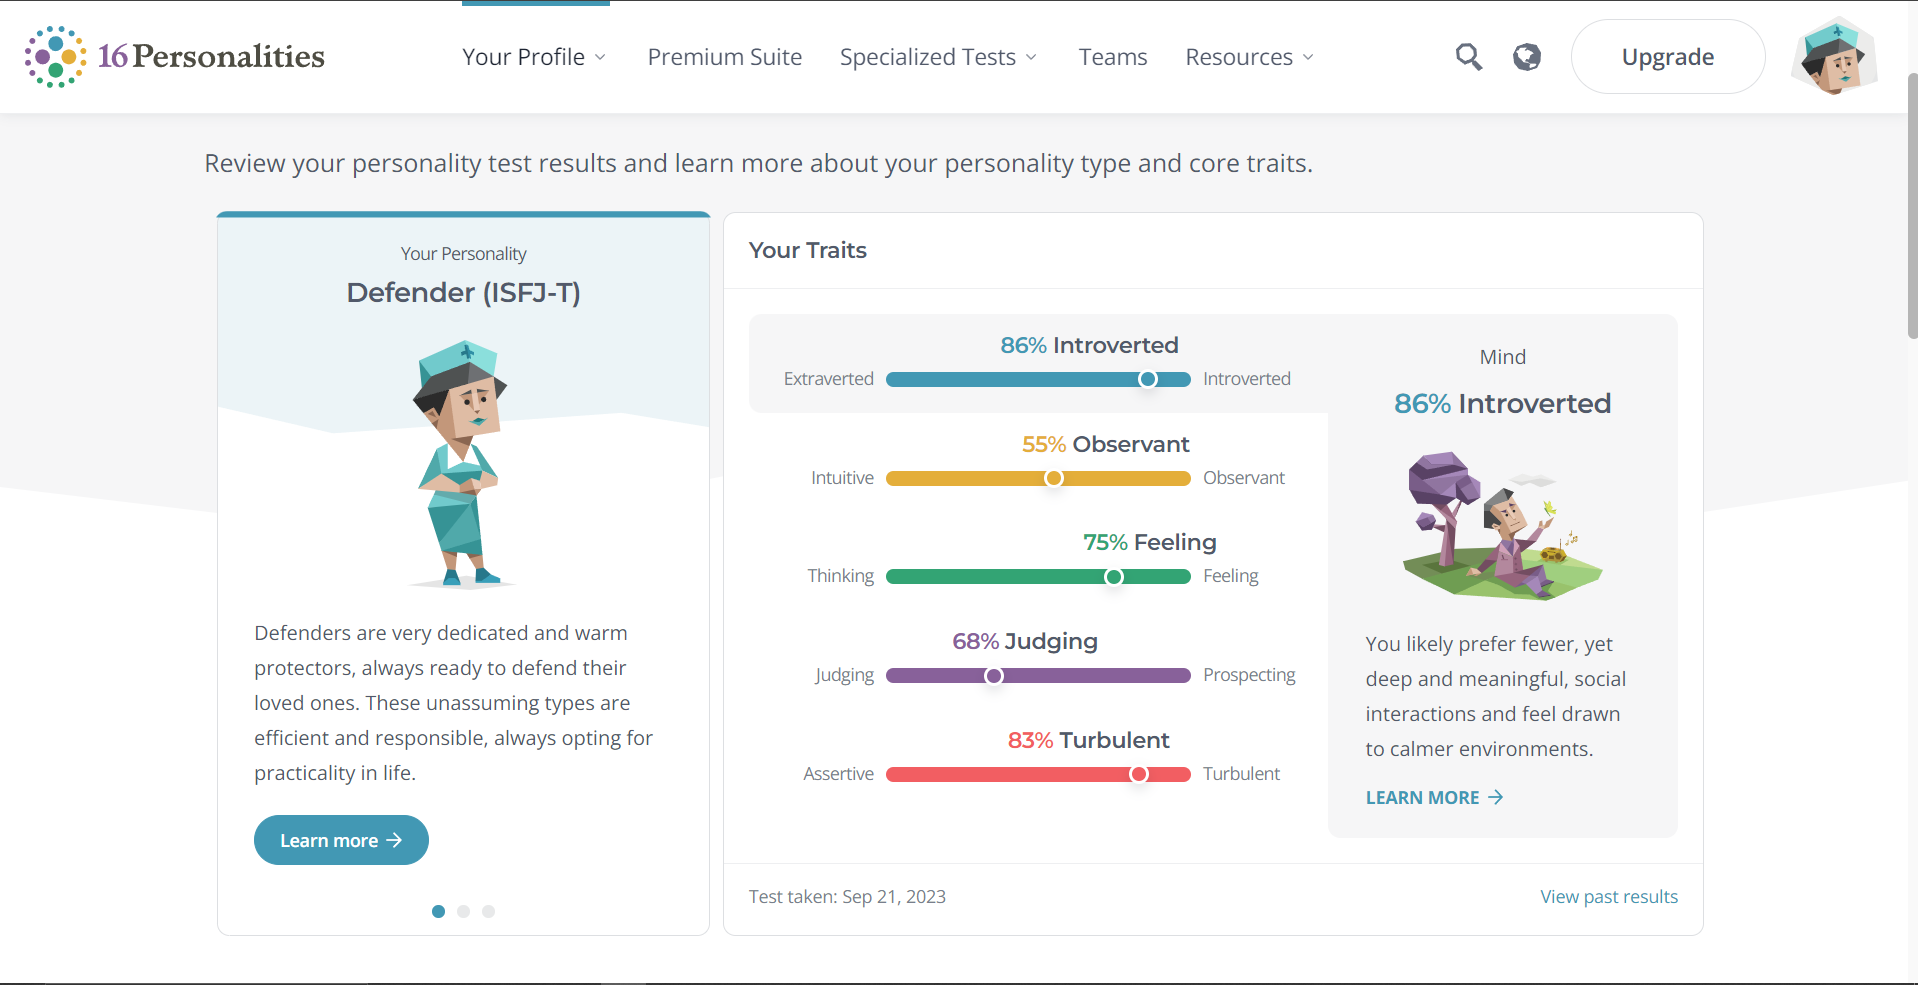 16Personalities
Your Profile
Premium Suite
Specialized Tests
Teams
Resources
Upgrade
Review your personality test results and learn more about your personality type and core traits.
Your Personality
Defender (ISFJ-T)
Defenders are very dedicated and warm
protectors, always ready to defend their
loved ones. These unassuming types are
efficient and responsible, always opting for
practicality in life.
Learn more →
Your Traits
86% Introverted
Extraverted Introverted
55% Observant
Intuitive Observant
75% Feeling
Thinking Feeling
68% Judging
Judging Prospecting
83% Turbulent
Assertive Turbulent
Mind
86% Introverted
You likely prefer fewer, yet
deep and meaningful, social
interactions and feel drawn
to calmer environments.
LEARN MORE →
Test taken: Sep 21, 2023
View past results